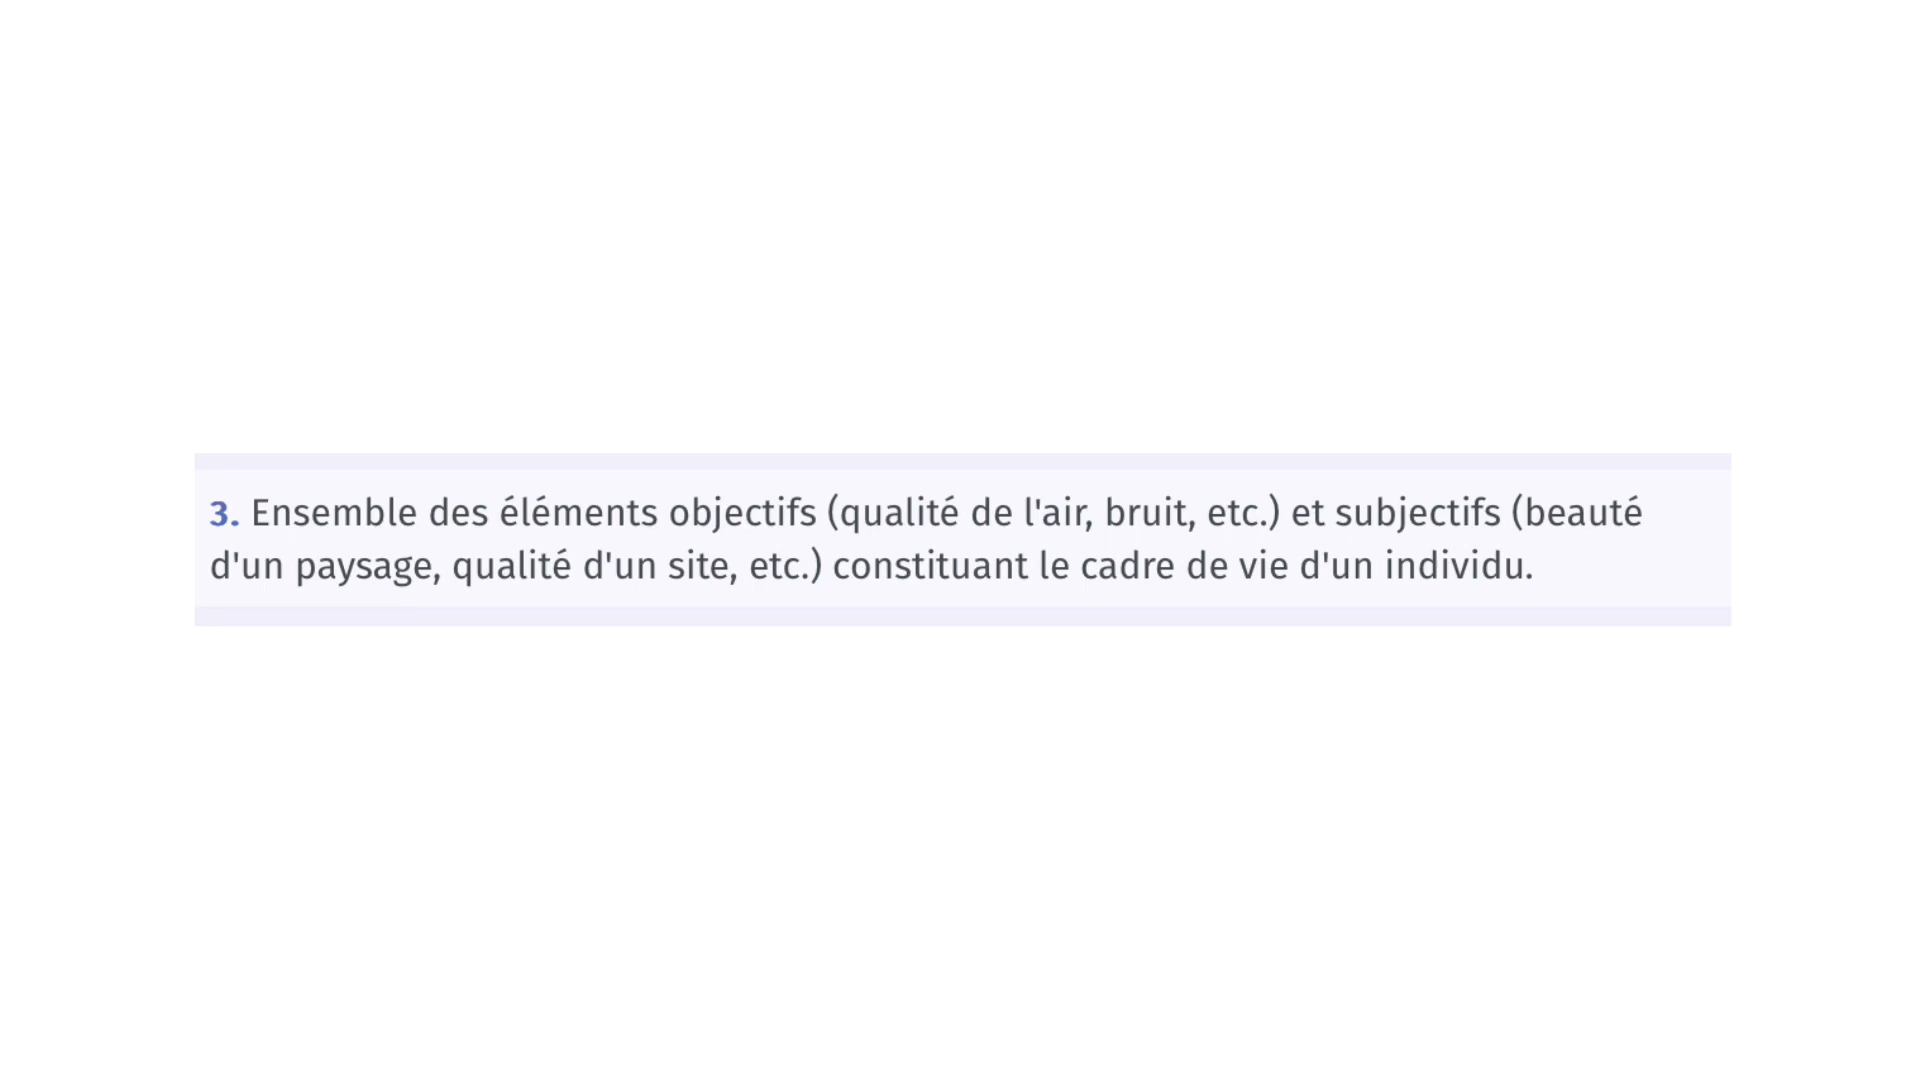 3. Ensemble des éléments objectifs (qualité de l'air, bruit, etc.) et subjectifs (beauté
d'un paysage, qualité d'un site, etc.) constituant le cadre de vie d'un individu.